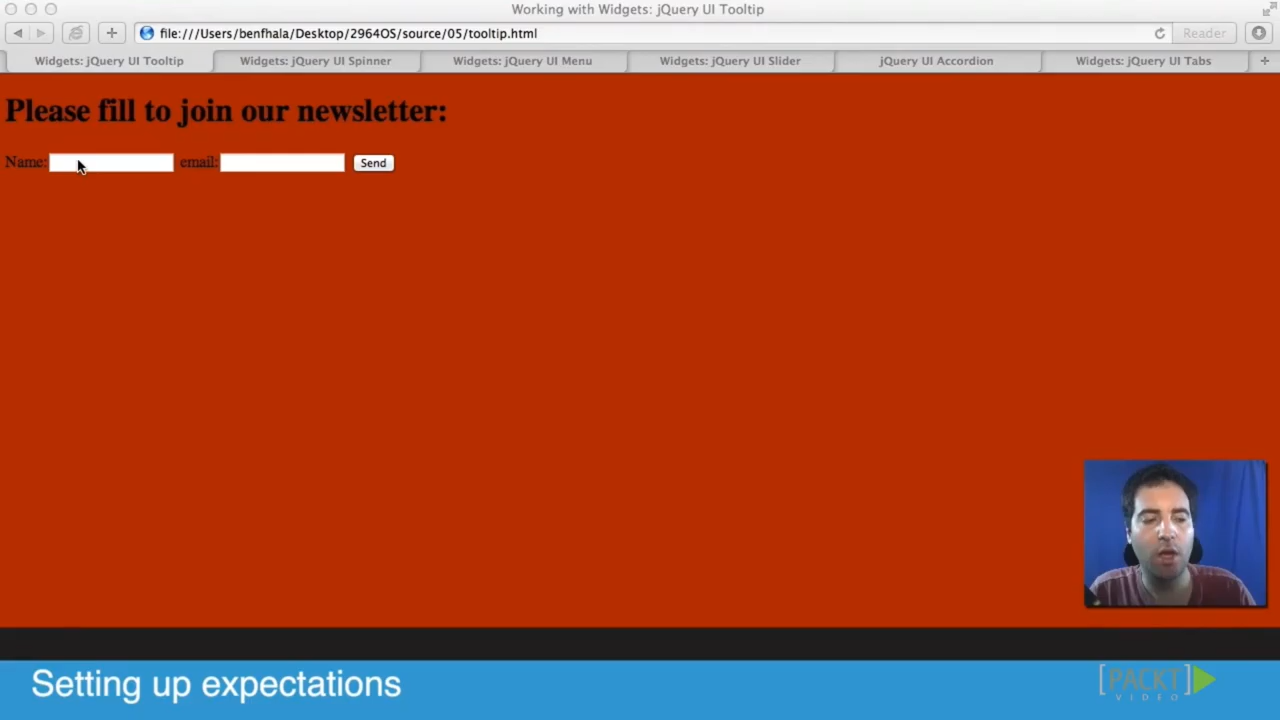 Working with Widgets: jQuery UI Tooltip
file:///Users/benfhala/Desktop/2964OS/source/05/tooltip.html
Reader
Widgets: jQuery UI Tooltip
Widgets: jQuery UI Spinner
Widgets: jQuery UI Menu
Widgets: jQuery UI Slider
jQuery UI Accordion
Widgets: jQuery UI Tabs
Please fill to join our newsletter:
Name: email: Send
Setting up expectations
[PACKT]
VIDEO